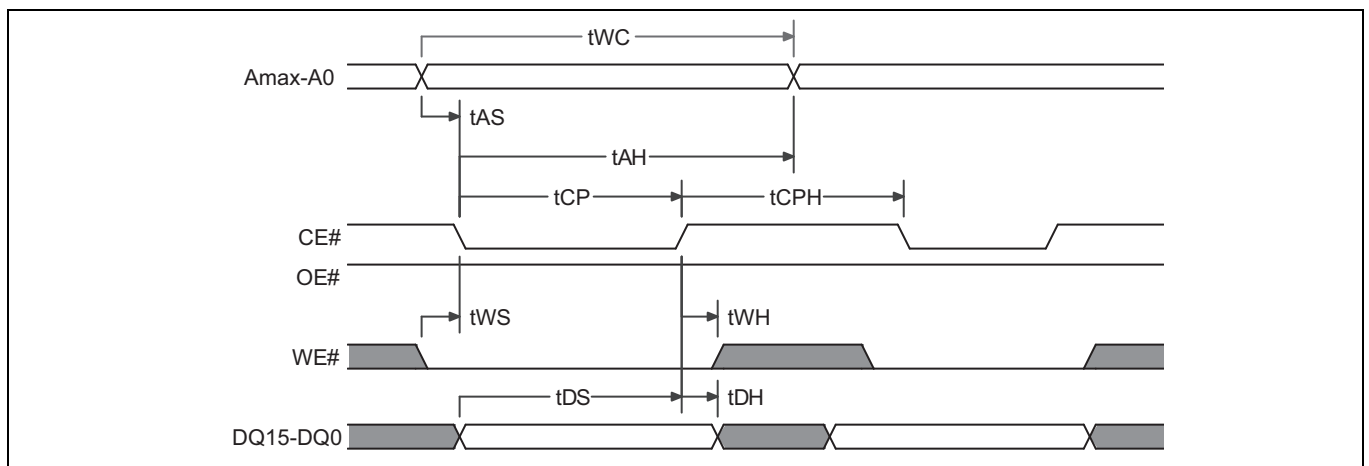 tWC
Amax-A0
tAS
tAH
tCP
tCPH
CE#
OE#
tWS
tWH
WE#
tDS
tDH
DQ15-DQ0